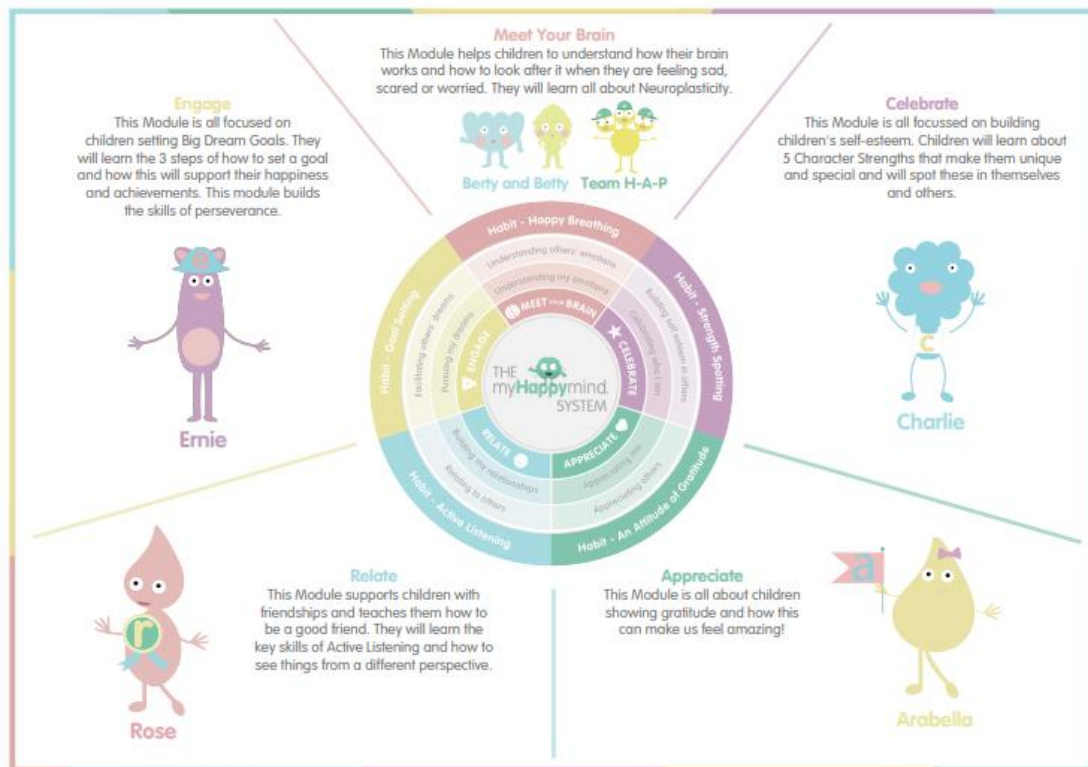 Meet Your Brain
This Module helps children to understand how their brain
works and how to look after it when they are feeling sad,
scared or worried. They will learn all about Neuroplasticity.
Berty and Betty
Team H-A-P
Engage
This Module is all focused on
children setting Big Dream Goals. They
will learn the 3 steps of how to set a goal
and how this will support their happiness
and achievements. This module builds
the skills of perseverance.
e
Ernie
Celebrate
This Module is all focussed on building
children's self-esteem. Children will learn about
5 Character Strengths that make them unique
and special and will spot these in themselves
and others.
C
Charlie
Habit - Happy Breathing
Understanding others' emotions
Understanding my emotions
MEET YOUR BRAIN
Habit - Strength Spotting
Building self esteem in others
Celebrating who I am
CELEBRATE
Habit - An Attitude of Gratitude
Appreciating others
Appreciating me
APPRECIATE
Habit - Active Listening
Relating to others
Building my relationships
RELATE
Habit - Goal Setting
Facilitating others' dreams
Pursuing my dreams
ENGAGE
THE
myHappymind.
SYSTEM
Relate
This Module supports children with
friendships and teaches them how to
be a good friend. They will learn the
key skills of Active Listening and how to
see things from a different perspective.
r
Rose
Appreciate
This Module is all about children
showing gratitude and how this
can make us feel amazing!
a
Arabella